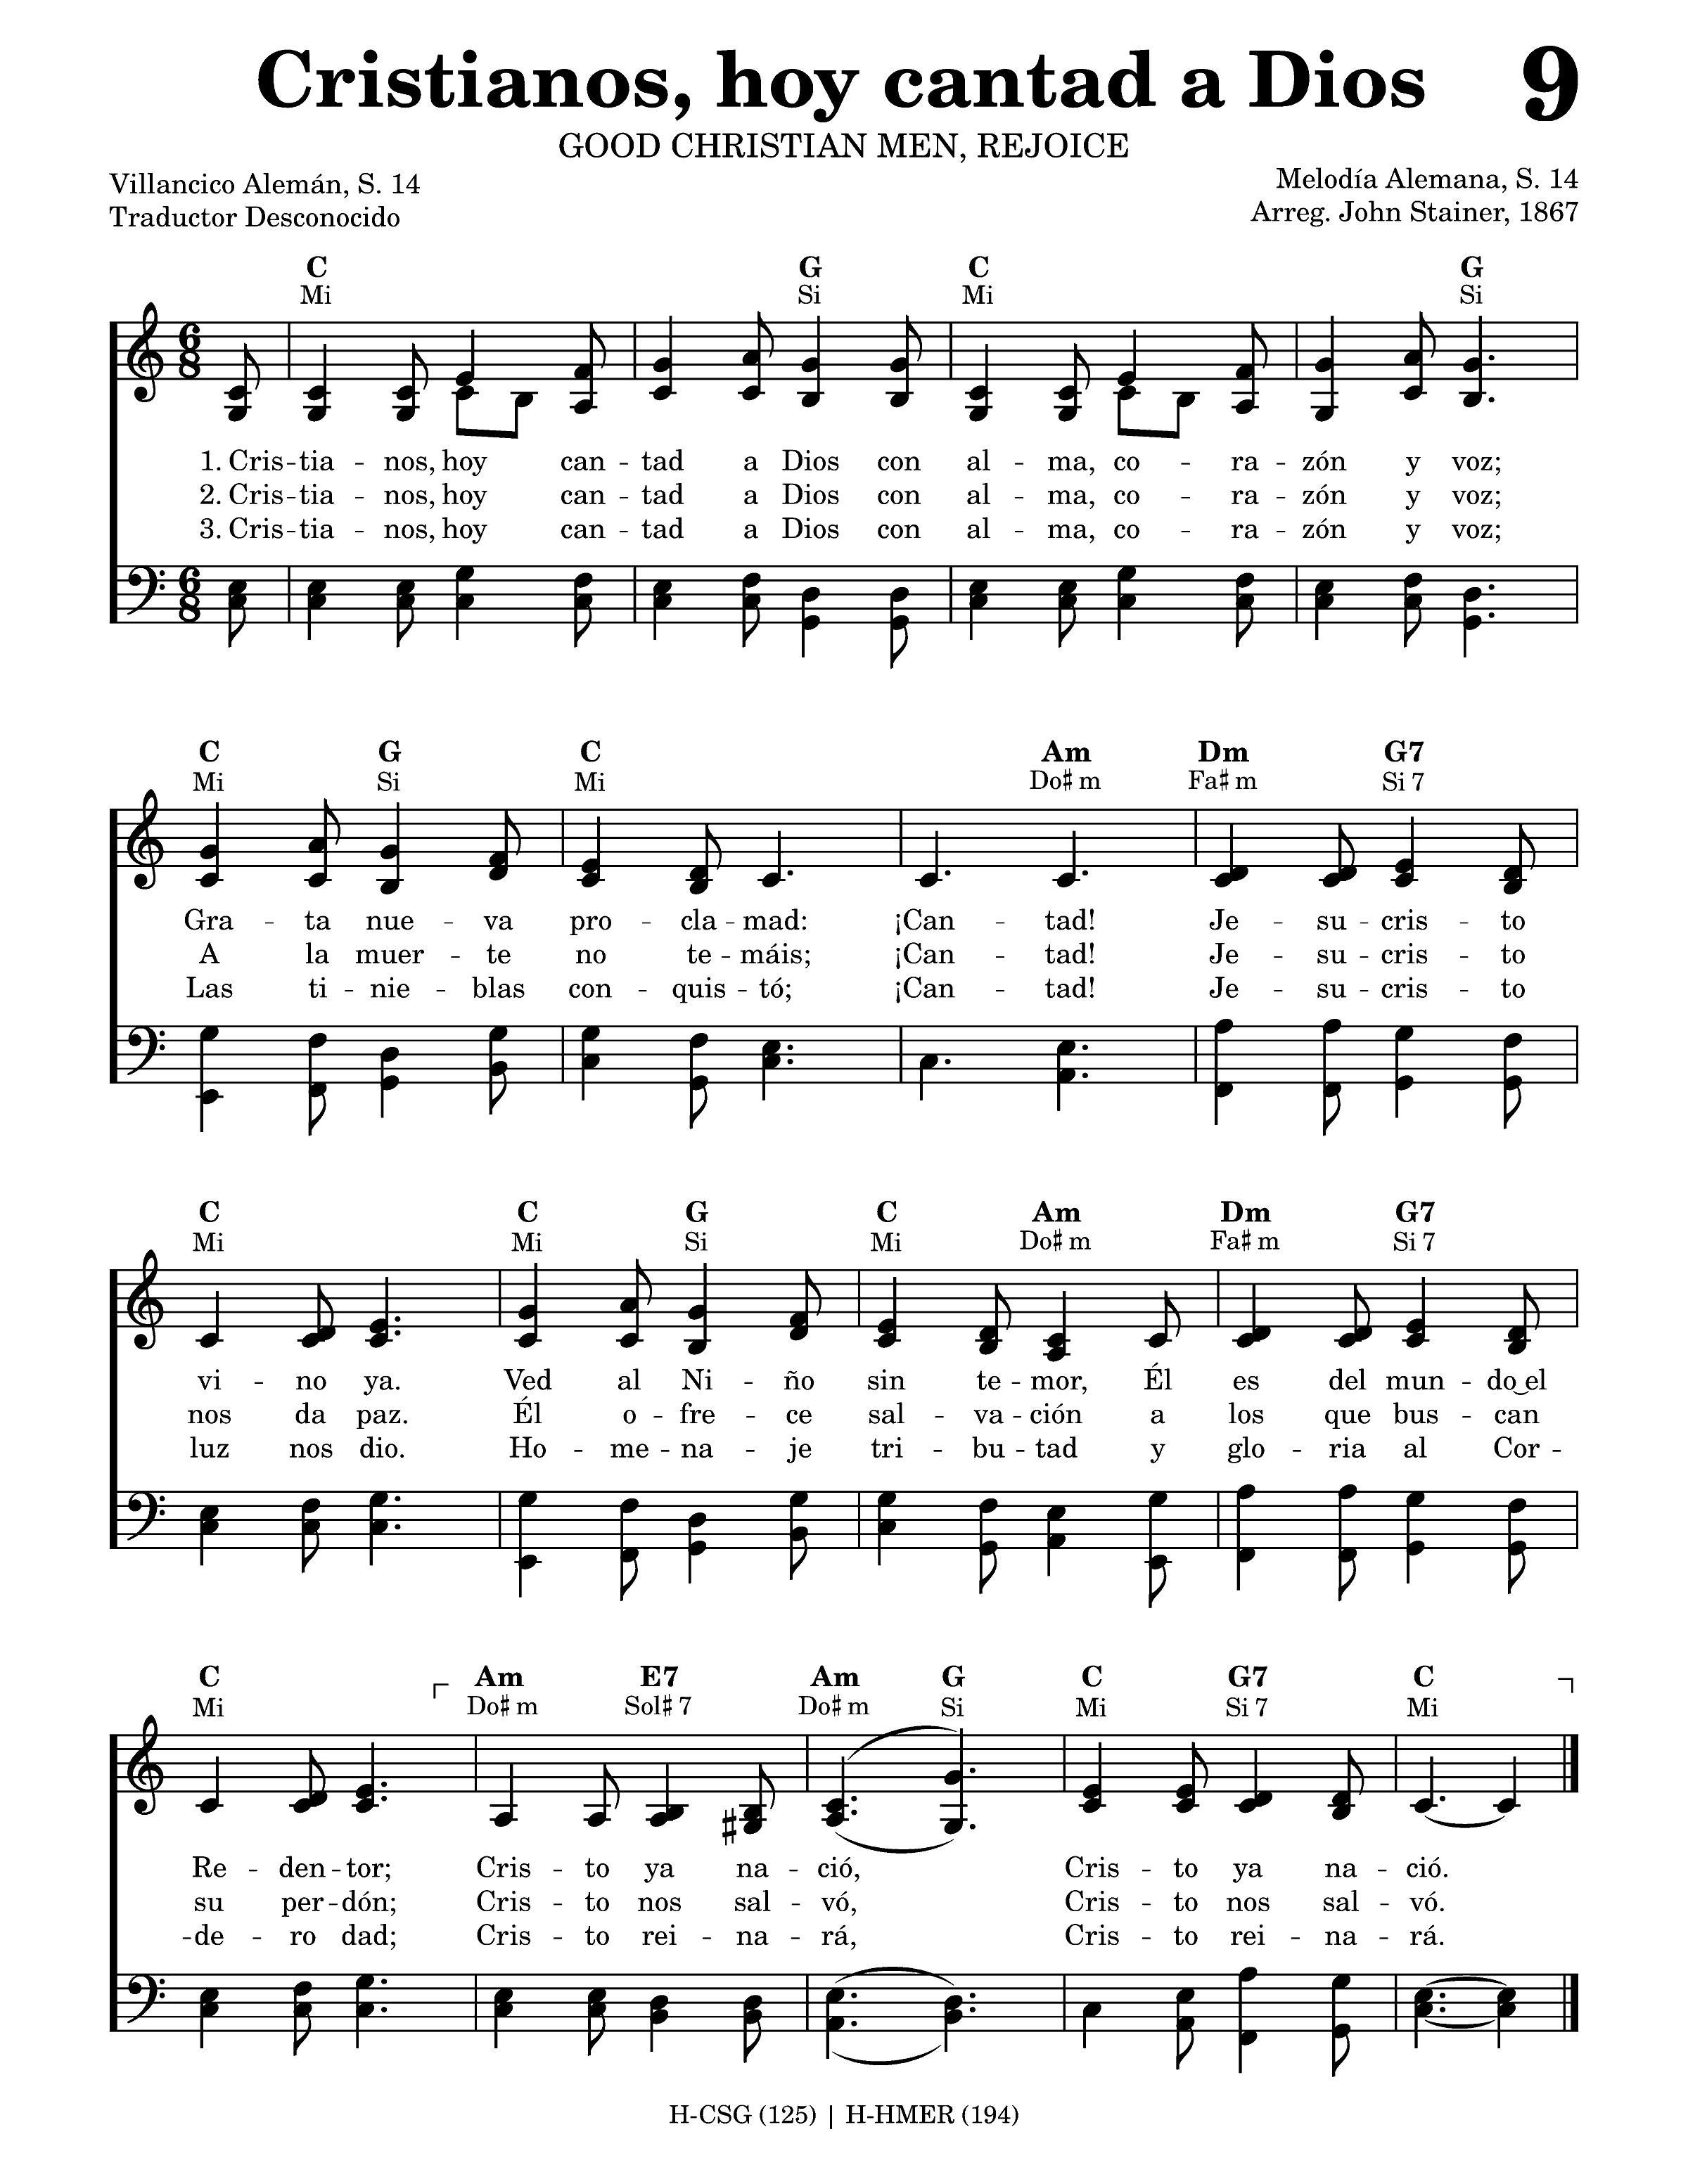 Cristianos, hoy cantad a Dios 9
GOOD CHRISTIAN MEN, REJOICE
Villancico Alemán, S. 14
Traductor Desconocido
Melodía Alemana, S. 14
Arreg. John Stainer, 1867
C G C G
Mi Si Mi Si
6 8
1. Cris -- tia -- nos, hoy can -- tad a Dios con al -- ma, co -- ra -- zón y voz;
2. Cris -- tia -- nos, hoy can -- tad a Dios con al -- ma, co -- ra -- zón y voz;
3. Cris -- tia -- nos, hoy can -- tad a Dios con al -- ma, co -- ra -- zón y voz;
6 8
C G C Am Dm G7
Mi Si Mi Do♯ m Fa♯ m Si 7
Gra -- ta nue -- va pro -- cla -- mad: ¡Can -- tad! Je -- su -- cris -- to
A la muer -- te no te -- máis; ¡Can -- tad! Je -- su -- cris -- to
Las ti -- nie -- blas con -- quis -- tó; ¡Can -- tad! Je -- su -- cris -- to
C C G C Am Dm G7
Mi Mi Si Mi Do♯ m Fa♯ m Si 7
vi -- no ya. Ved al Ni -- ño sin te -- mor, Él es del mun -- do‿el
nos da paz. Él o -- fre -- ce sal -- va -- ción a los que bus -- can
luz nos dio. Ho -- me -- na -- je tri -- bu -- tad y glo -- ria al Cor --
C Am E7 Am G C G7 C
Mi Do♯ m Sol♯ 7 Do♯ m Si Mi Si 7 Mi
Re -- den -- tor; Cris -- to ya na -- ció, Cris -- to ya na -- ció.
su per -- dón; Cris -- to nos sal -- vó, Cris -- to nos sal -- vó.
-- de -- ro dad; Cris -- to rei -- na -- rá, Cris -- to rei -- na -- rá.
H-CSG (125) | H-HMER (194)